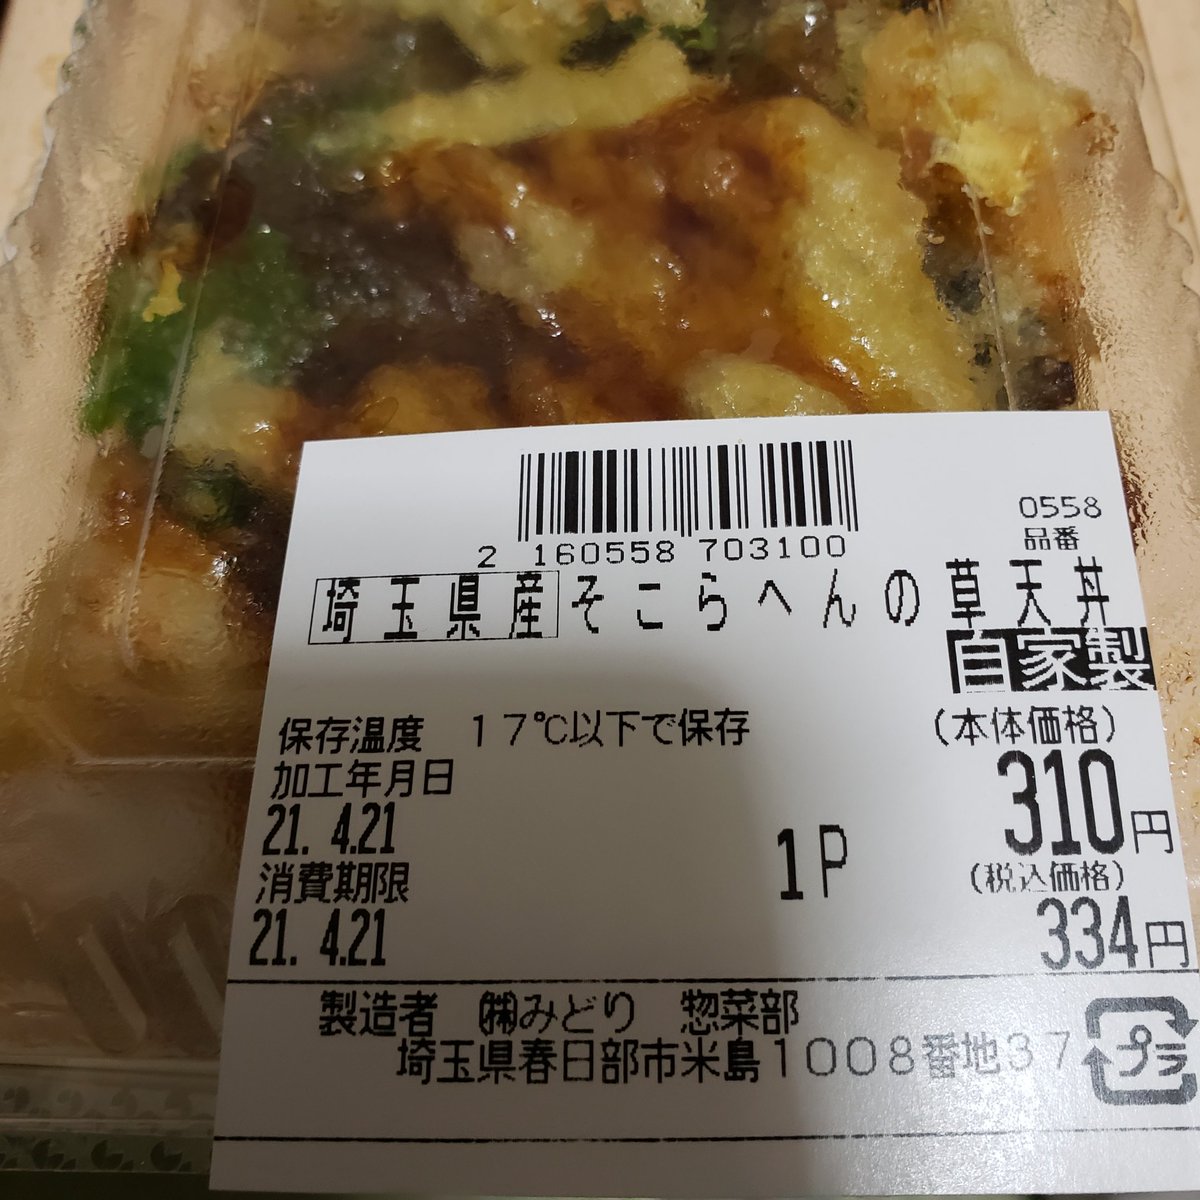 2 160558 703100
0558
品番
埼玉県産そこらへんの草天丼
自家製
保存温度 17℃以下で保存
(本体価格)
310円
加工年月日
21. 4.21
1P
(税込価格)
334円
消費期限
21. 4.21
製造者 ㈱みどり 惣菜部
埼玉県春日部市米島1008番地37
プラ